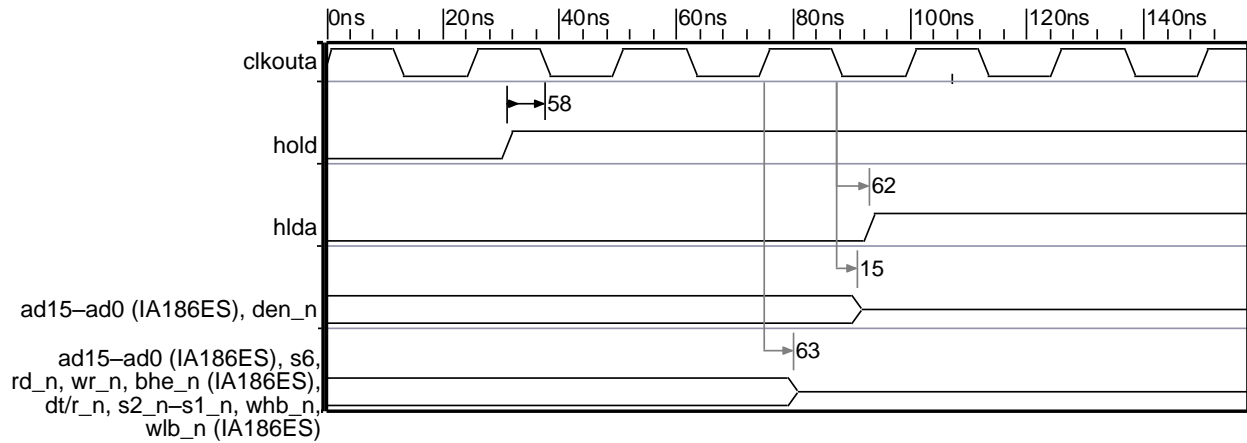 0ns 20ns 40ns 60ns 80ns 100ns 120ns 140ns
clkouta
58
hold
62
hlda
15
ad15–ad0 (IA186ES), den_n
63
ad15–ad0 (IA186ES), s6,
rd_n, wr_n, bhe_n (IA186ES),
dt/r_n, s2_n–s1_n, whb_n,
wlb_n (IA186ES)